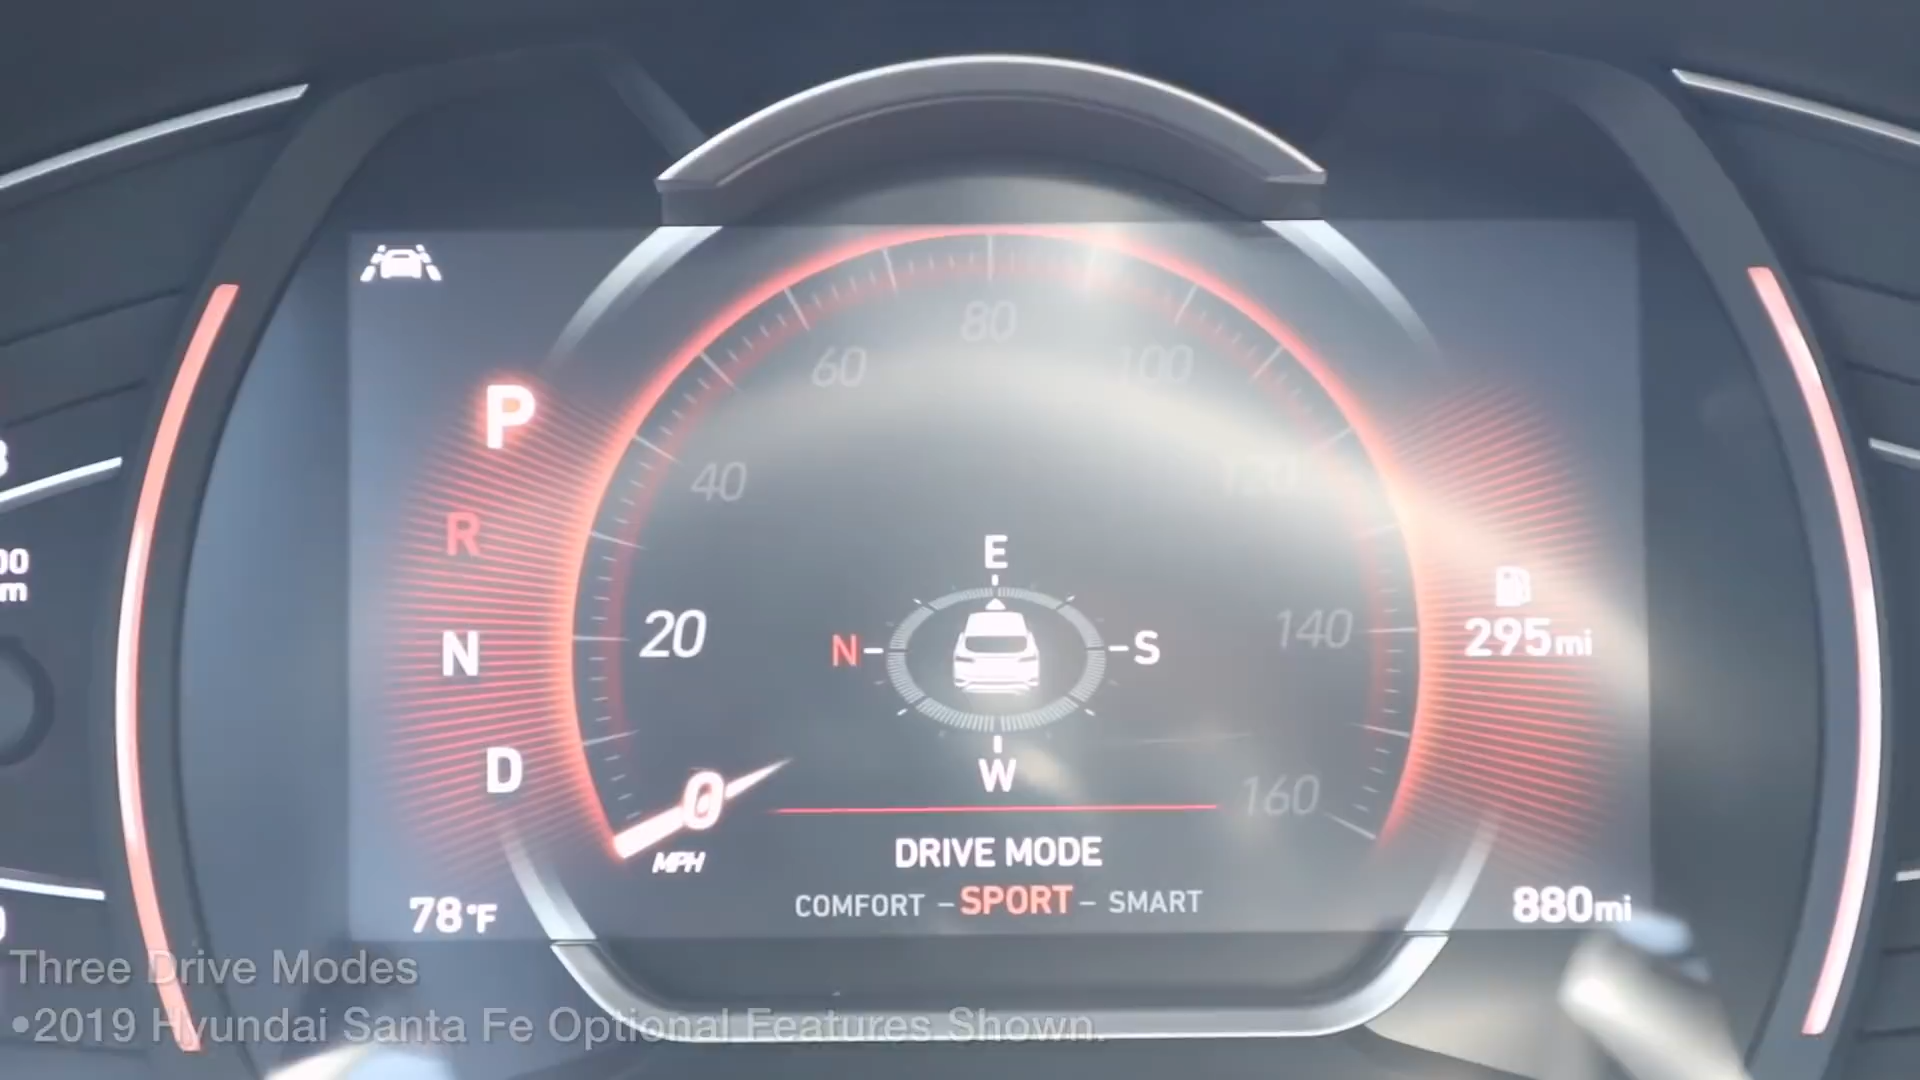 80
60
100
40
120
20
140
0
160
MPH
P
R
N
D
E
N
S
W
295mi
DRIVE MODE
COMFORT – SPORT – SMART
78°F
880mi
Three Drive Modes
•2019 Hyundai Santa Fe Optional Features Shown.